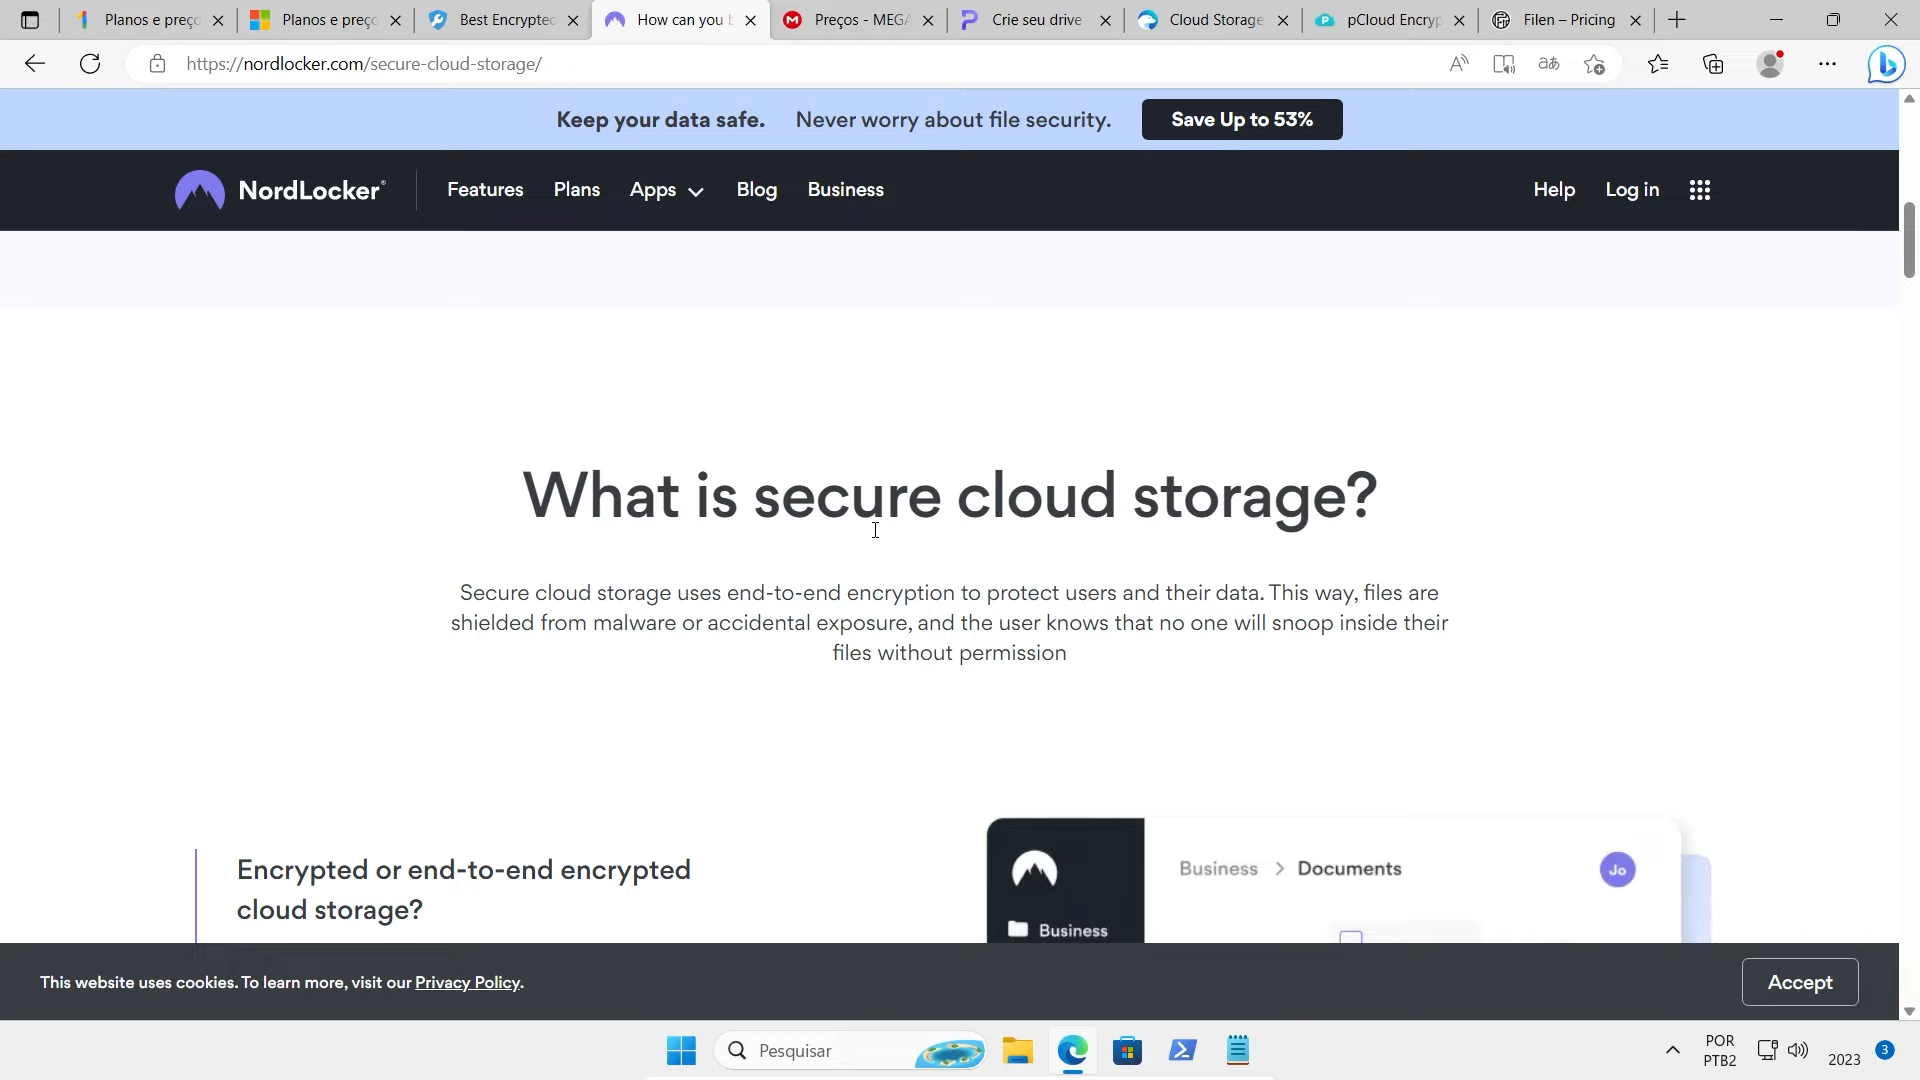 Planos e preço
Planos e preço
Best Encrypted
How can you b
Preços - MEGA
Crie seu drive
Cloud Storage
pCloud Encryp
Filen – Pricing
https://nordlocker.com/secure-cloud-storage/
Keep your data safe. Never worry about file security. Save Up to 53%
NordLocker® Features Plans Apps Blog Business Help Log in
What is secure cloud storage?
Secure cloud storage uses end-to-end encryption to protect users and their data. This way, files are
shielded from malware or accidental exposure, and the user knows that no one will snoop inside their
files without permission
Encrypted or end-to-end encrypted
cloud storage?
Business > Documents
Jo
Business
This website uses cookies. To learn more, visit our Privacy Policy.
Accept
Pesquisar
POR
PTB2
2023
3